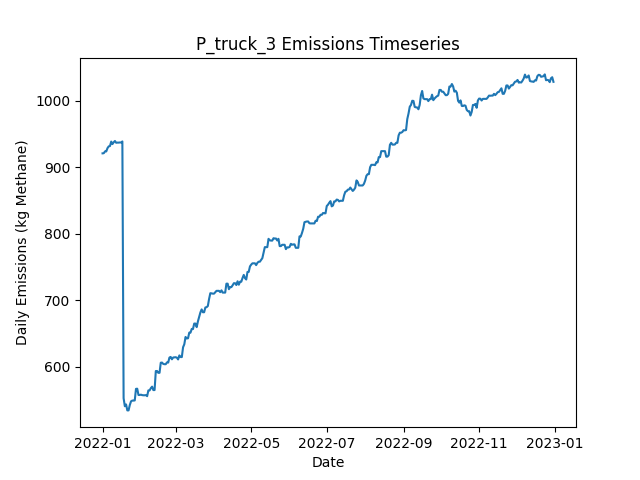 P_truck_3 Emissions Timeseries
Daily Emissions (kg Methane)
1000
900
800
700
600
2022-01 2022-03 2022-05 2022-07 2022-09 2022-11 2023-01
Date